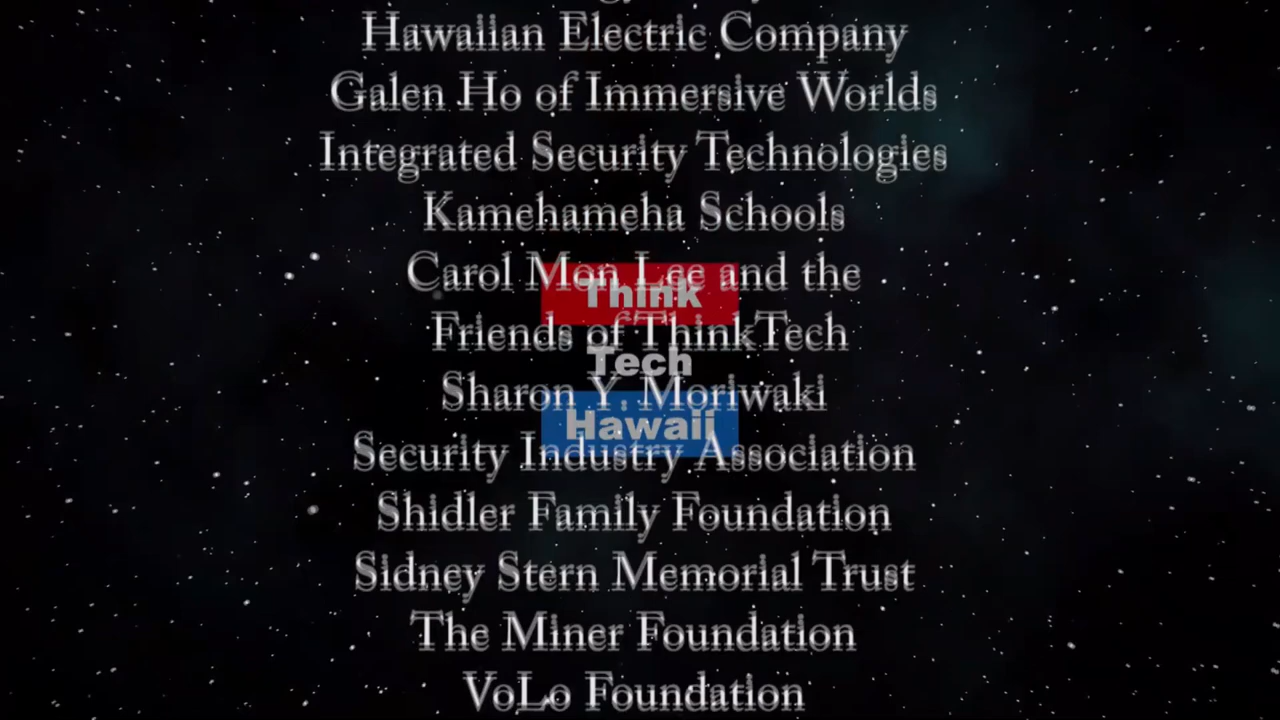 Hawaiian Electric Company
Galen Ho of Immersive Worlds
Integrated Security Technologies
Kamehameha Schools
Carol Mon Lee and the
Think
Friends of ThinkTech
Tech
Sharon Y. Moriwaki
Hawaii
Security Industry Association
Shidler Family Foundation
Sidney Stern Memorial Trust
The Miner Foundation
VoLo Foundation